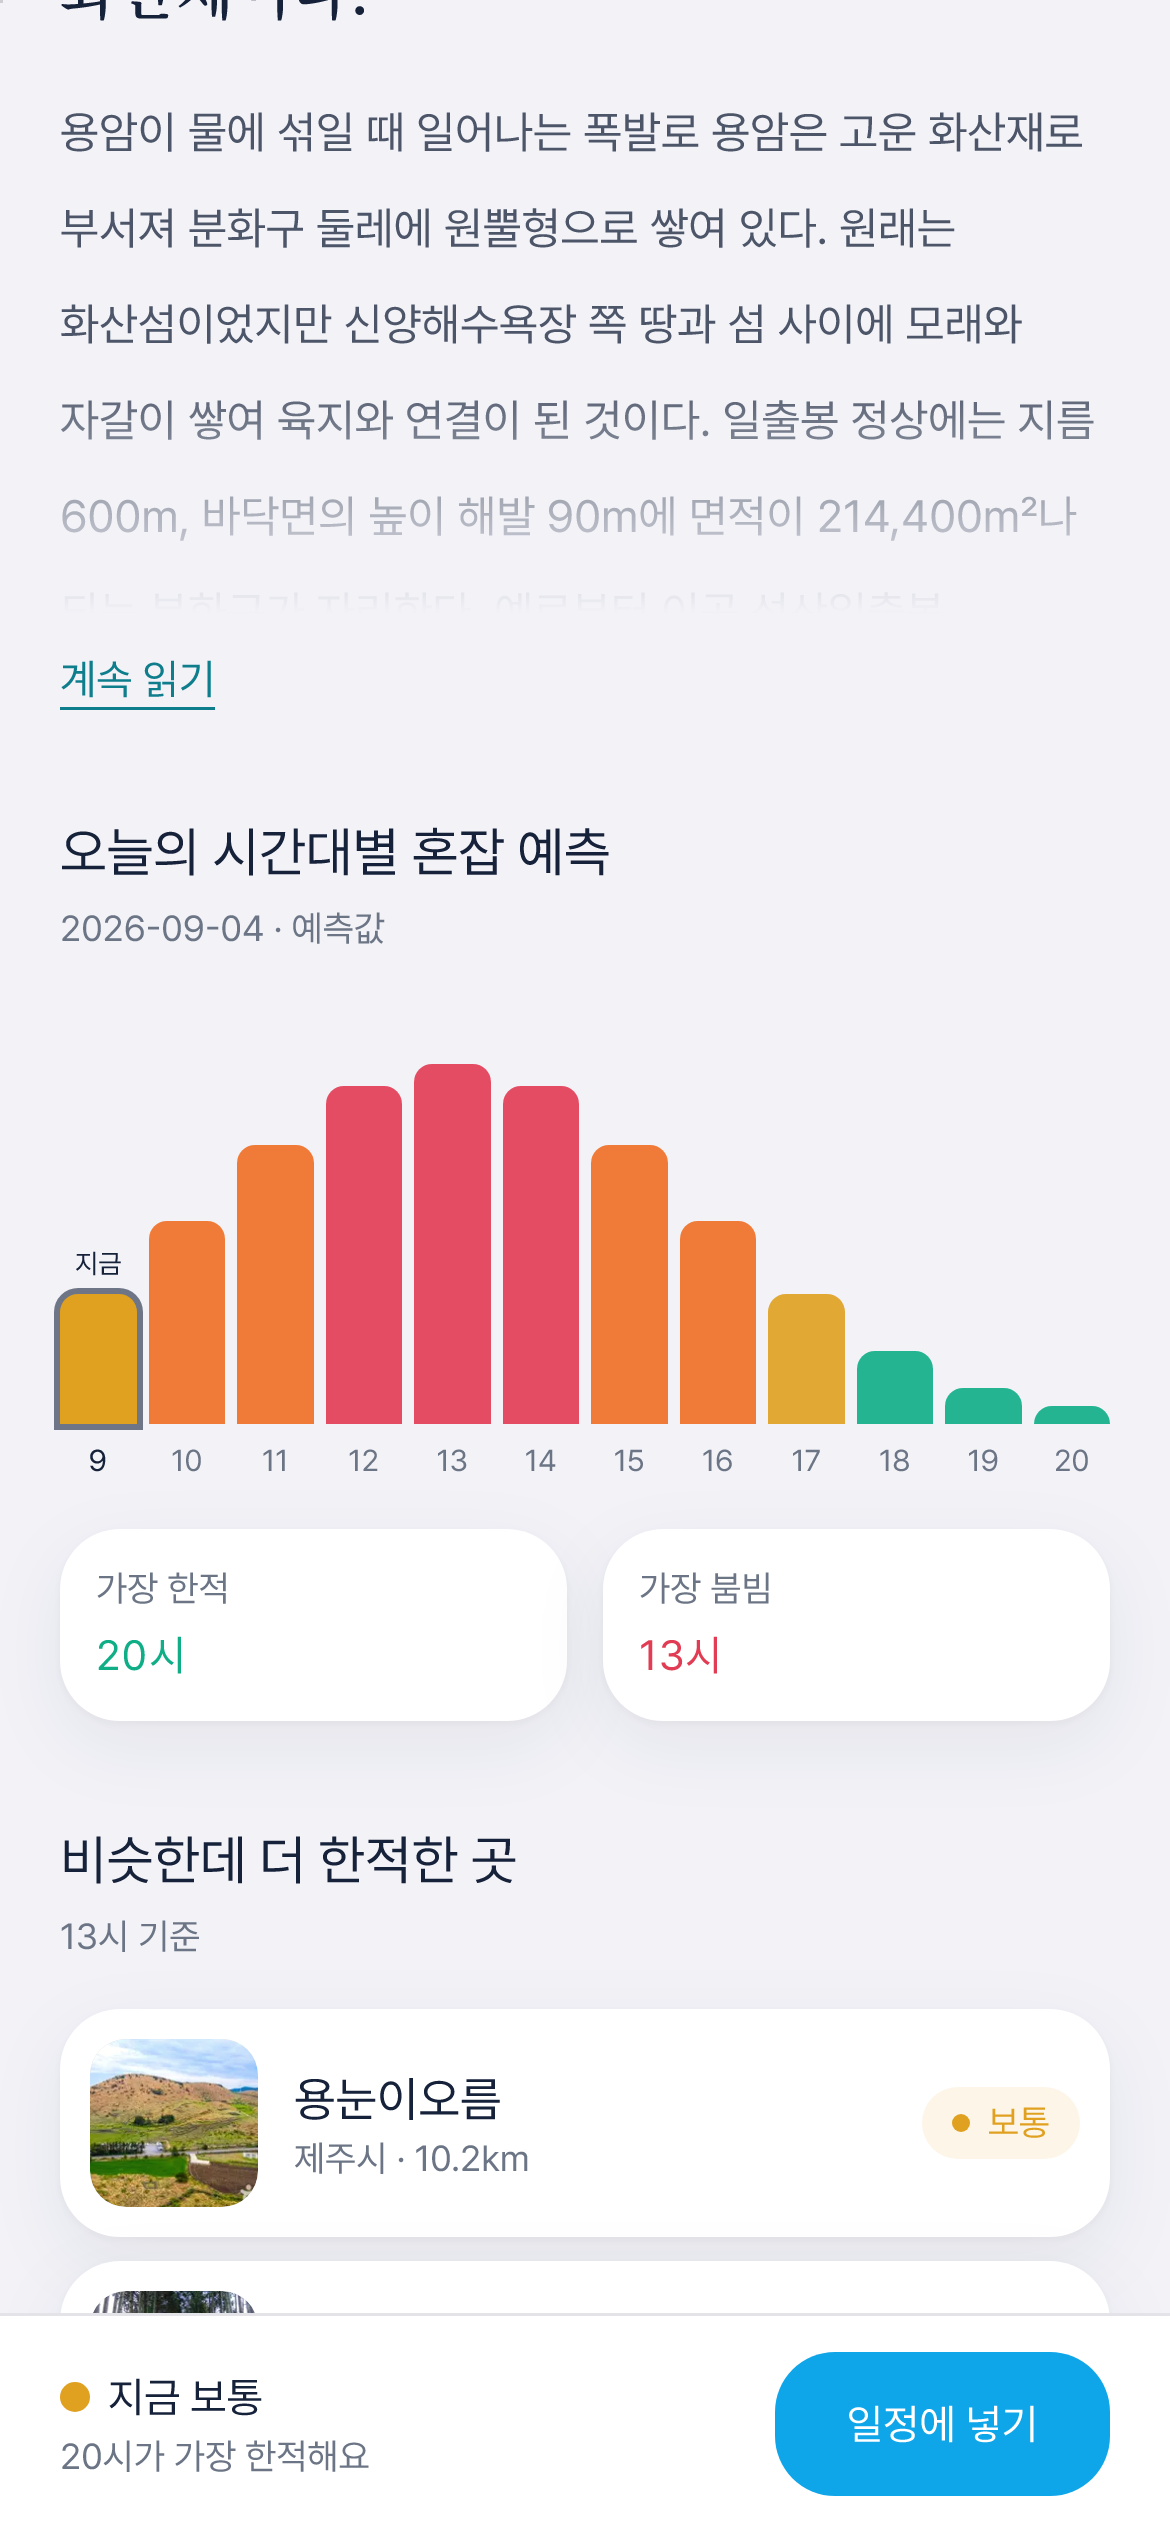 용암이 물에 섞일 때 일어나는 폭발로 용암은 고운 화산재로
부서져 분화구 둘레에 원뿔형으로 쌓여 있다. 원래는
화산섬이었지만 신양해수욕장 쪽 땅과 섬 사이에 모래와
자갈이 쌓여 육지와 연결이 된 것이다. 일출봉 정상에는 지름
600m, 바닥면의 높이 해발 90m에 면적이 214,400m²나
계속 읽기
오늘의 시간대별 혼잡 예측
2026-09-04 · 예측값
지금
9 10 11 12 13 14 15 16 17 18 19 20
가장 한적
20시
가장 붐빔
13시
비슷한데 더 한적한 곳
13시 기준
용눈이오름
제주시 · 10.2km
보통
지금 보통
20시가 가장 한적해요
일정에 넣기